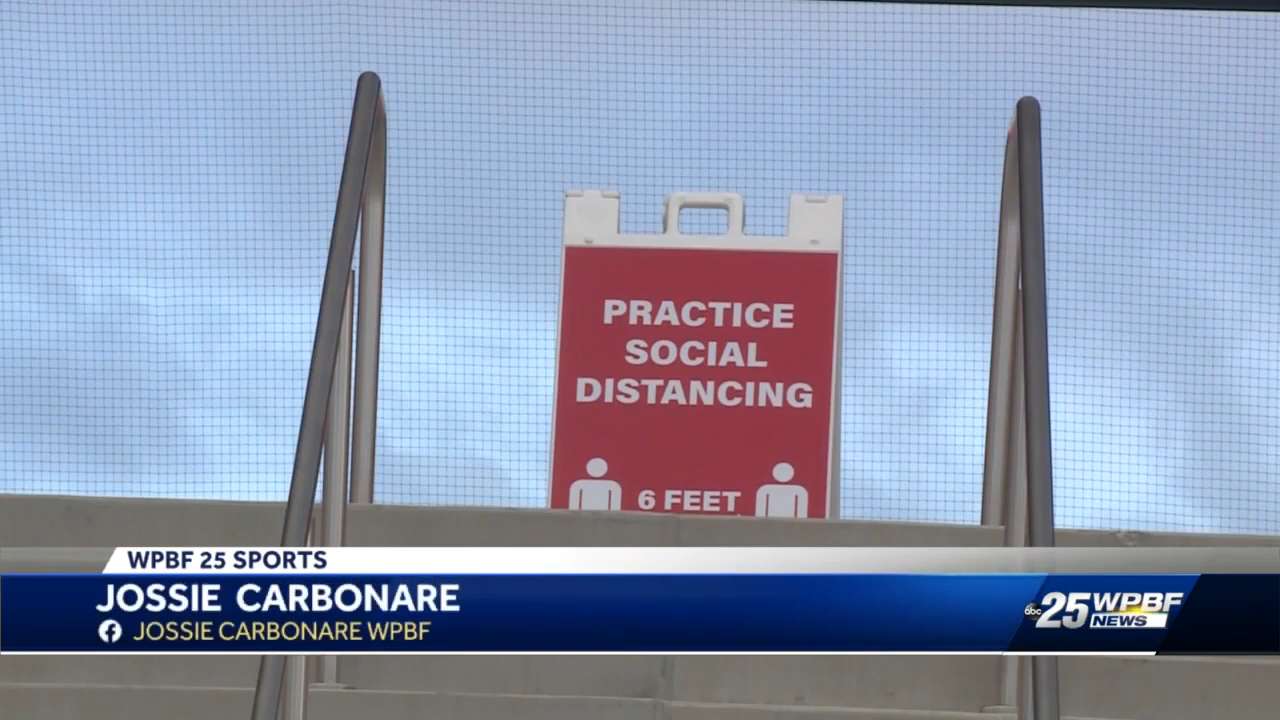 PRACTICE
SOCIAL
DISTANCING
6 FEET
WPBF 25 SPORTS
JOSSIE CARBONARE
JOSSIE CARBONARE WPBF
abc 25 WPBF
NEWS